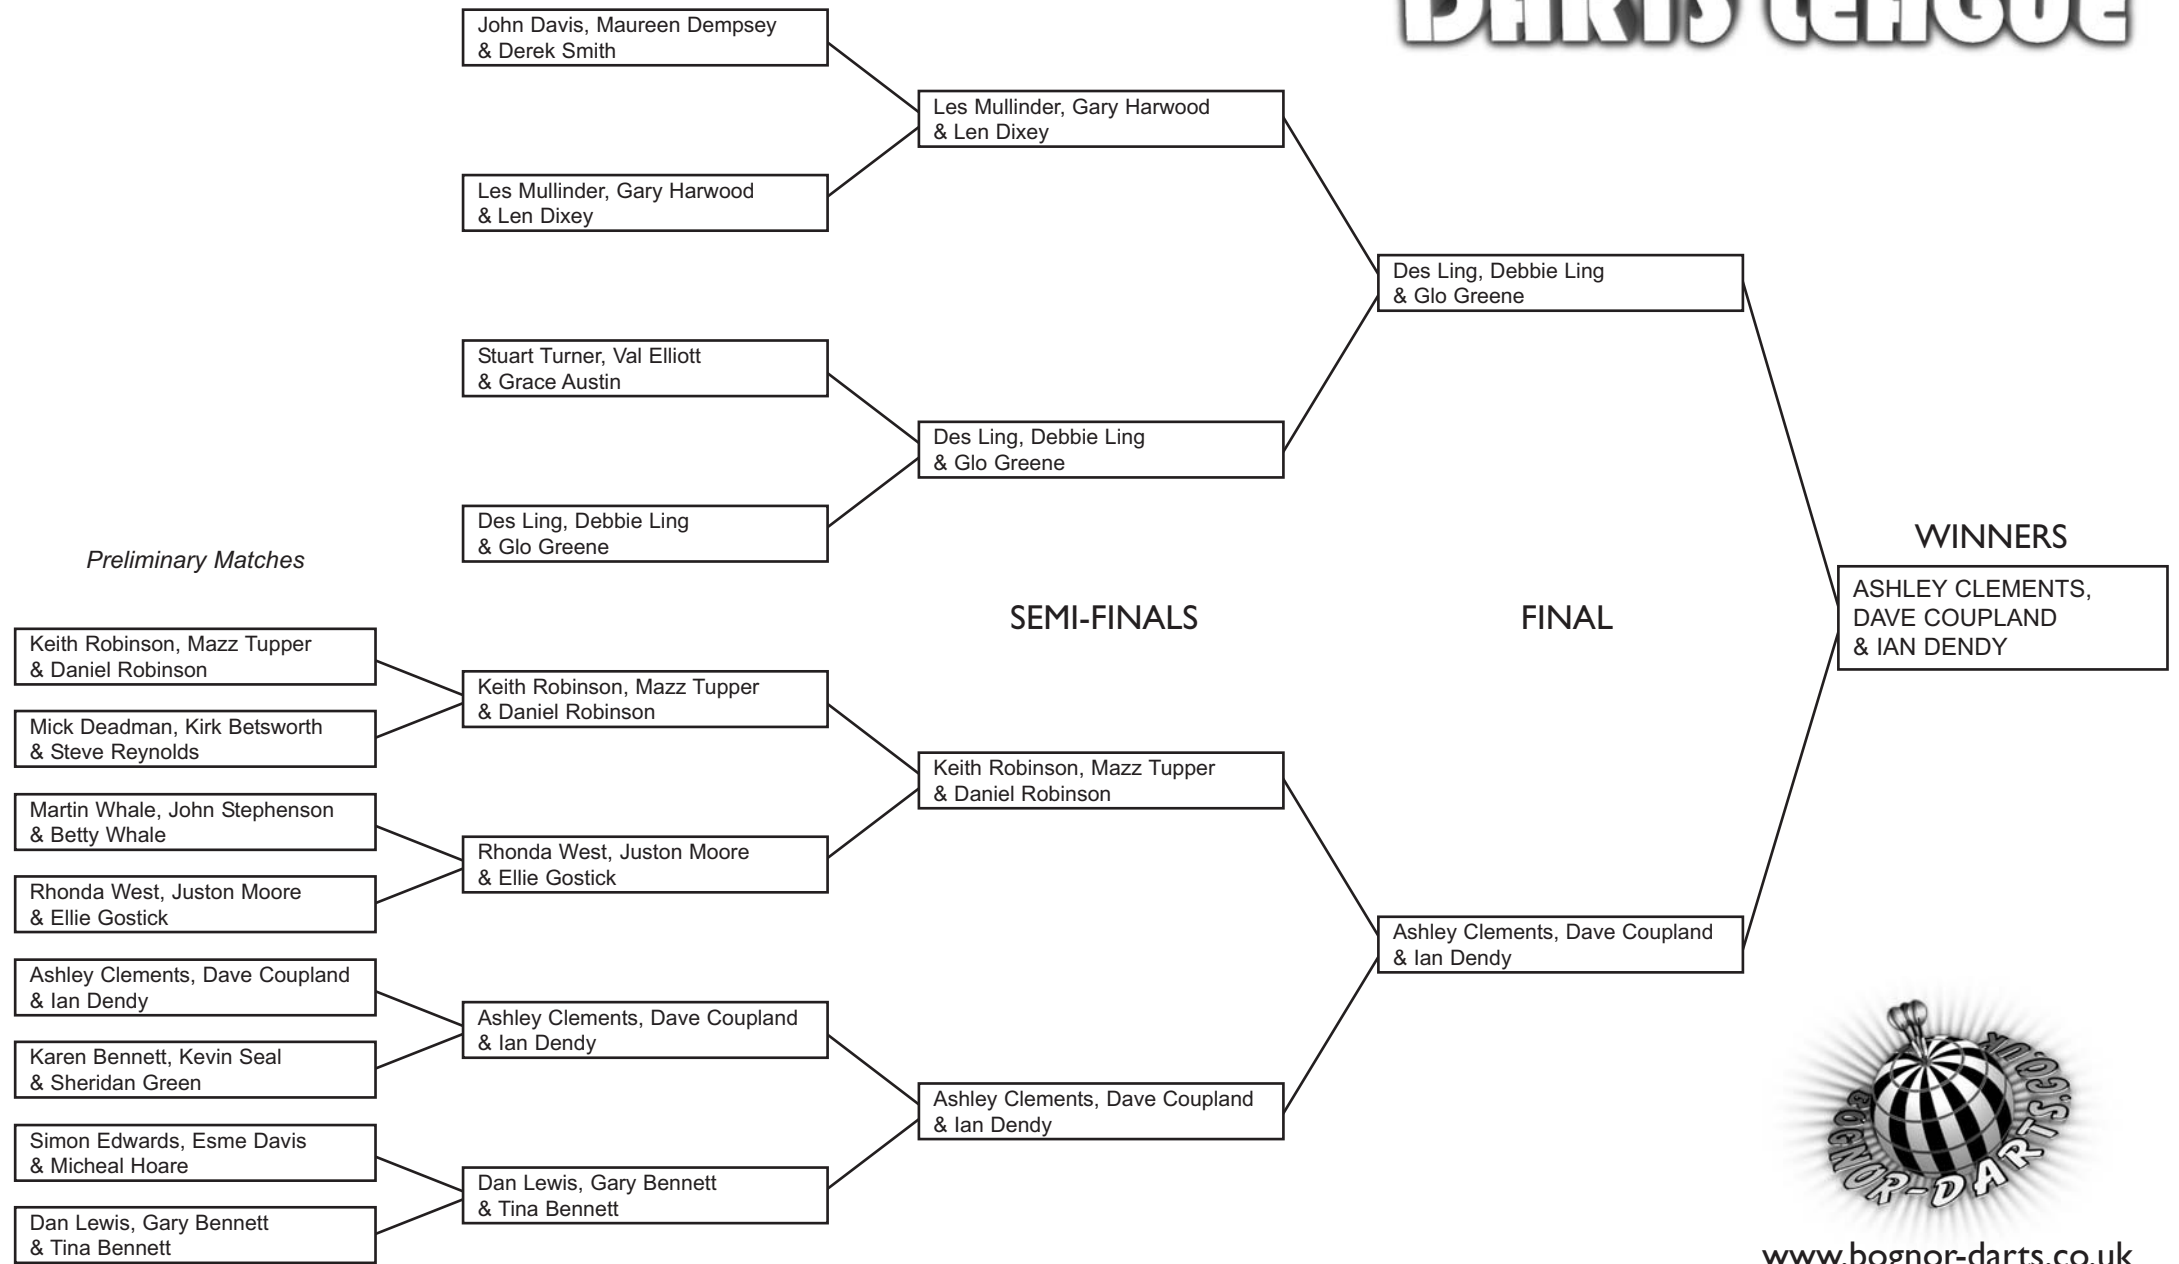 DARTS LEAGUE
John Davis, Maureen Dempsey
& Derek Smith
Les Mullinder, Gary Harwood
& Len Dixey
Stuart Turner, Val Elliott
& Grace Austin
Des Ling, Debbie Ling
& Glo Greene
Preliminary Matches
Keith Robinson, Mazz Tupper
& Daniel Robinson
Mick Deadman, Kirk Betsworth
& Steve Reynolds
Martin Whale, John Stephenson
& Betty Whale
Rhonda West, Juston Moore
& Ellie Gostick
Ashley Clements, Dave Coupland
& Ian Dendy
Karen Bennett, Kevin Seal
& Sheridan Green
Simon Edwards, Esme Davis
& Micheal Hoare
Dan Lewis, Gary Bennett
& Tina Bennett
Keith Robinson, Mazz Tupper
& Daniel Robinson
Rhonda West, Juston Moore
& Ellie Gostick
Ashley Clements, Dave Coupland
& Ian Dendy
Dan Lewis, Gary Bennett
& Tina Bennett
Les Mullinder, Gary Harwood
& Len Dixey
Des Ling, Debbie Ling
& Glo Greene
SEMI-FINALS
Keith Robinson, Mazz Tupper
& Daniel Robinson
Ashley Clements, Dave Coupland
& Ian Dendy
Des Ling, Debbie Ling
& Glo Greene
FINAL
Ashley Clements, Dave Coupland
& Ian Dendy
WINNERS
ASHLEY CLEMENTS,
DAVE COUPLAND
& IAN DENDY
BOGNOR-DARTS.CO.UK
www.bognor-darts.co.uk